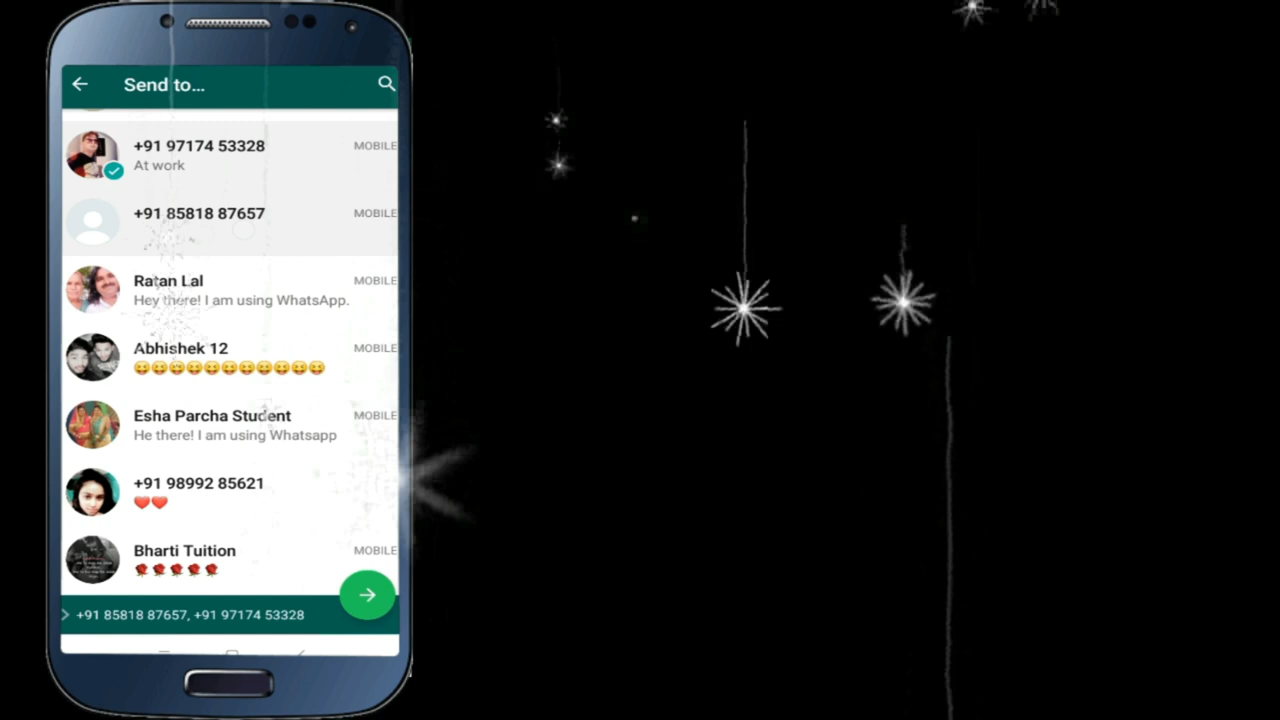 Send to...
+91 97174 53328 MOBILE
At work
+91 85818 87657 MOBILE
Ratan Lal MOBILE
Hey there! I am using WhatsApp.
Abhishek 12 MOBILE
😝😝😝😝😝😝😝😝😝😝😝
Esha Parcha Student MOBILE
He there! I am using Whatsapp
+91 98992 85621
❤️❤️
Bharti Tuition MOBILE
🌹🌹🌹🌹🌹
+91 85818 87657, +91 97174 53328